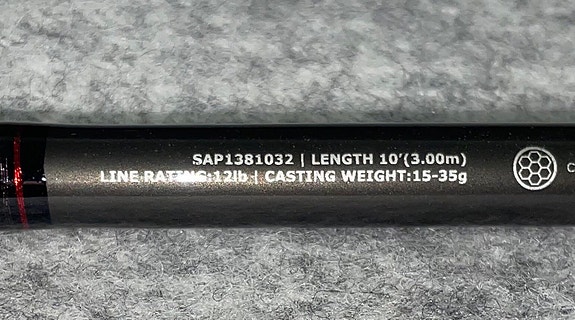 SAP1381032 | LENGTH 10'(3.00m)
LINE RATING:12lb | CASTING WEIGHT:15-35g